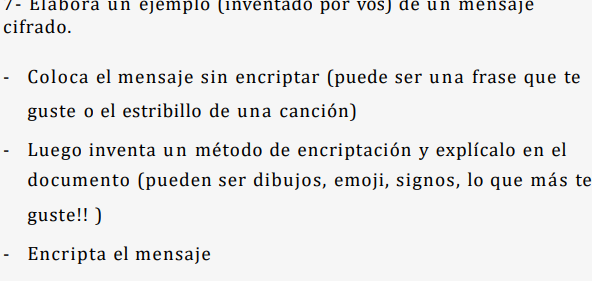 7- Elabora un ejemplo (inventado por vos) de un mensaje
cifrado.
- Coloca el mensaje sin encriptar (puede ser una frase que te
guste o el estribillo de una canción)
- Luego inventa un método de encriptación y explícalo en el
documento (pueden ser dibujos, emoji, signos, lo que más te
guste!! )
- Encripta el mensaje